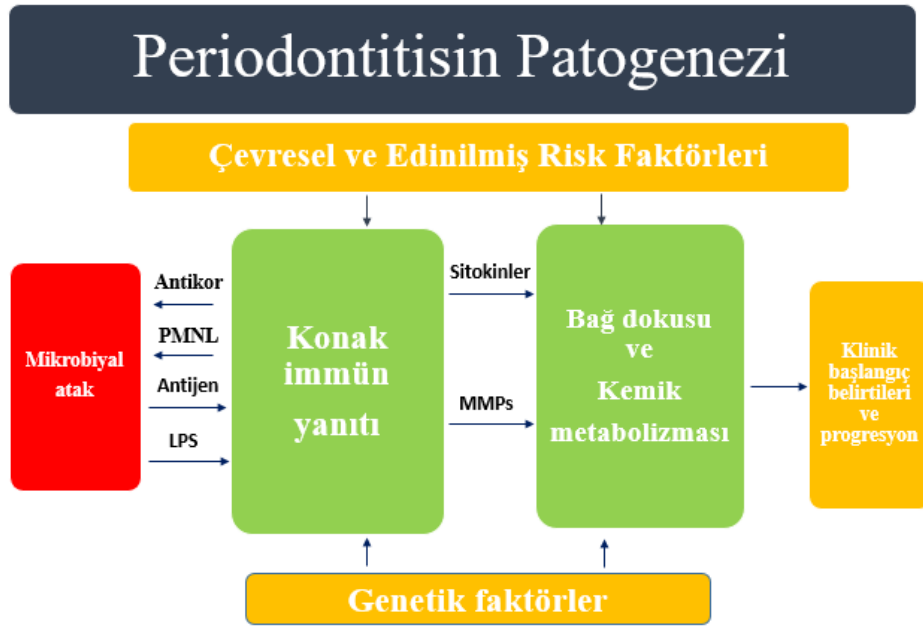 Periodontitisin Patogenezi
Çevresel ve Edinilmiş Risk Faktörleri
Mikrobiyal
atak
Antikor
PMNL
Antijen
LPS
Konak
immün
yanıtı
Sitokinler
MMPs
Bağ dokusu
ve
Kemik
metabolizması
Klinik
başlangıç
belirtileri
ve
progresyon
Genetik faktörler